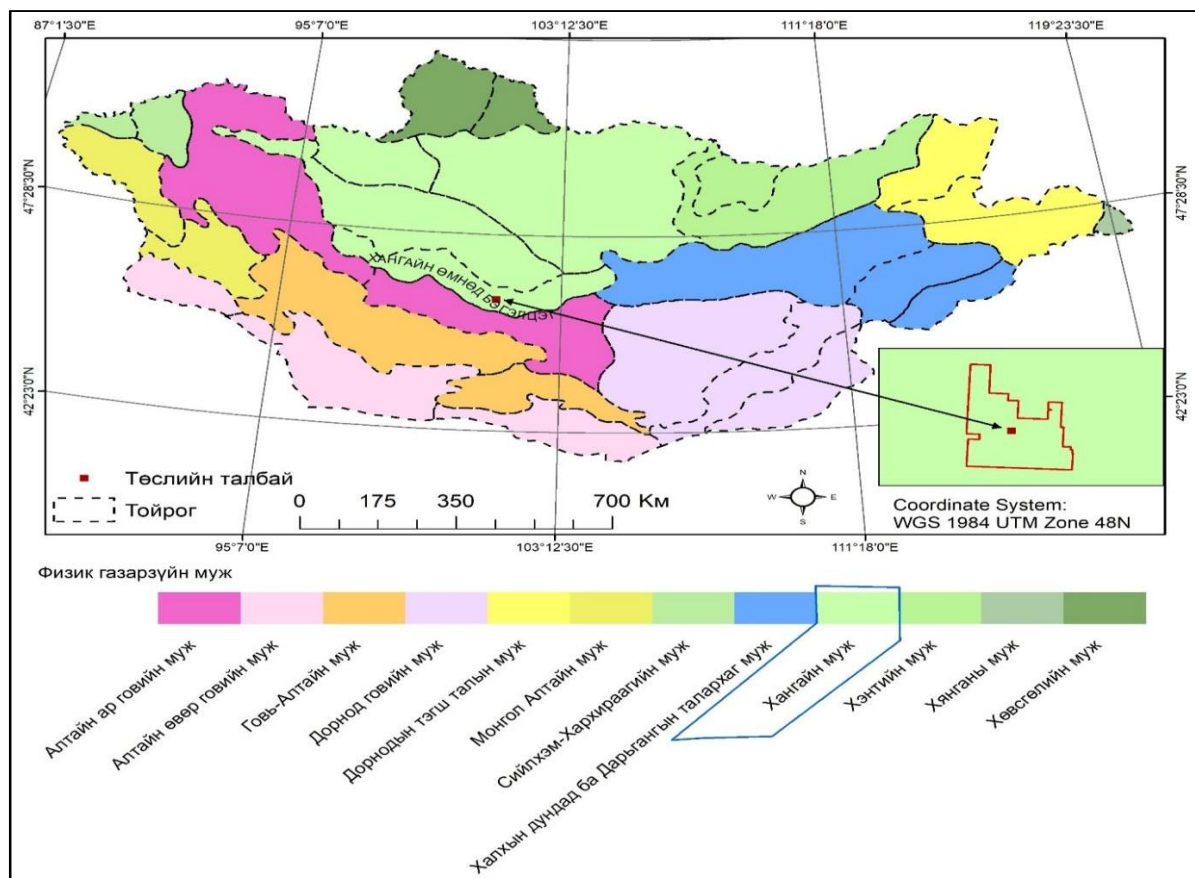 87°1'30"E 95°7'0"E 103°12'30"E 111°18'0"E 119°23'30"E
47°28'30"N
47°28'30"N
ХАНГАЙН ӨМНӨД БЭСЭЛЦЭТ
42°23'0"N
42°23'0"N
Төслийн талбай
Тойрог
0 175 350 700 Км
N
W E
S
Coordinate System:
WGS 1984 UTM Zone 48N
95°7'0"E 103°12'30"E 111°18'0"E
Физик газарзүйн муж
Алтайн ар говийн муж
Алтайн өвөр говийн муж
Говь-Алтайн муж
Дорнод говийн муж
Дорнодын тэгш талын муж
Монгол Алтайн муж
Сийлхэм-Хархираагийн муж
Халхын дундад ба Дарьгангын талархаг муж
Хангайн муж
Хэнтийн муж
Хянганы муж
Хөвсгөлийн муж